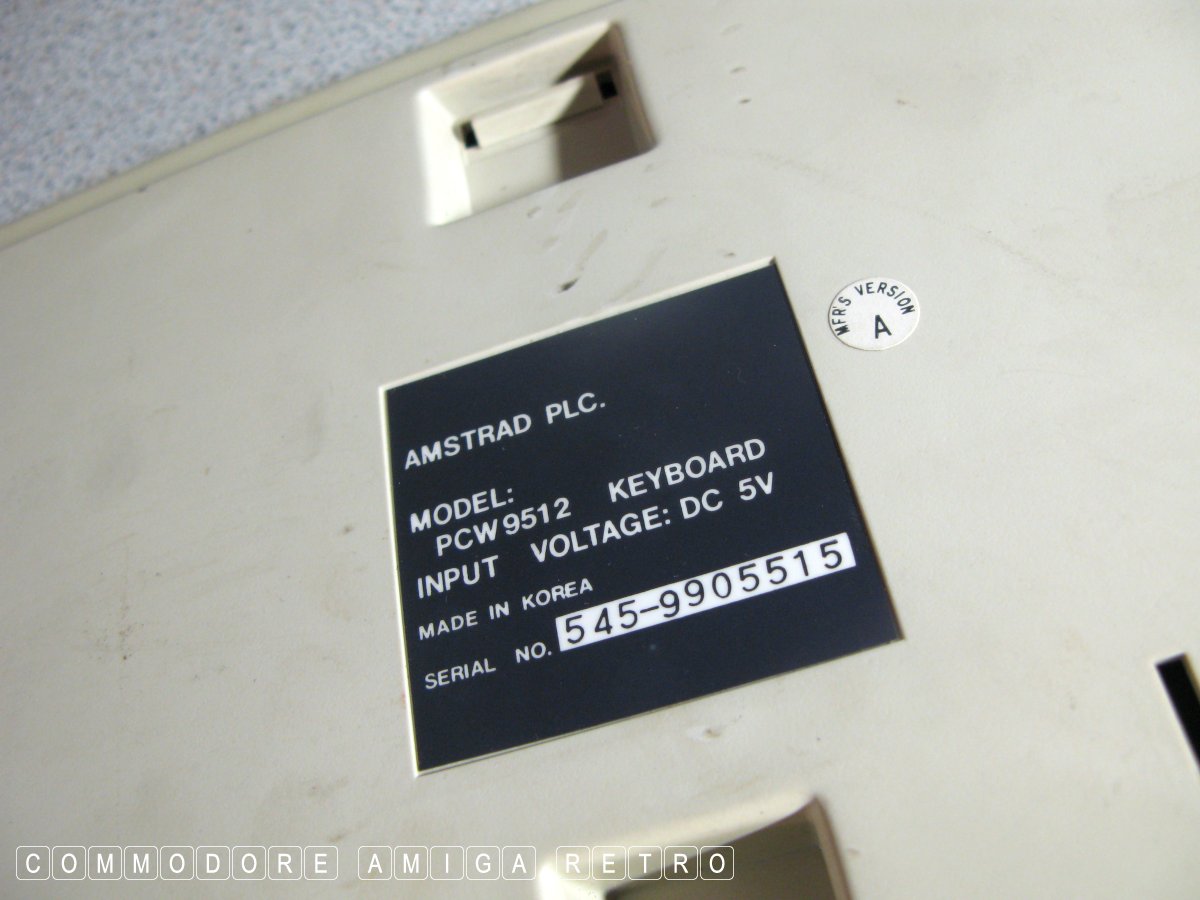 MFR'S VERSION
A
AMSTRAD PLC.
MODEL:
PCW9512 KEYBOARD
INPUT VOLTAGE: DC 5V
MADE IN KOREA
SERIAL NO. 545-9905515
COMMODORE AMIGA RETRO